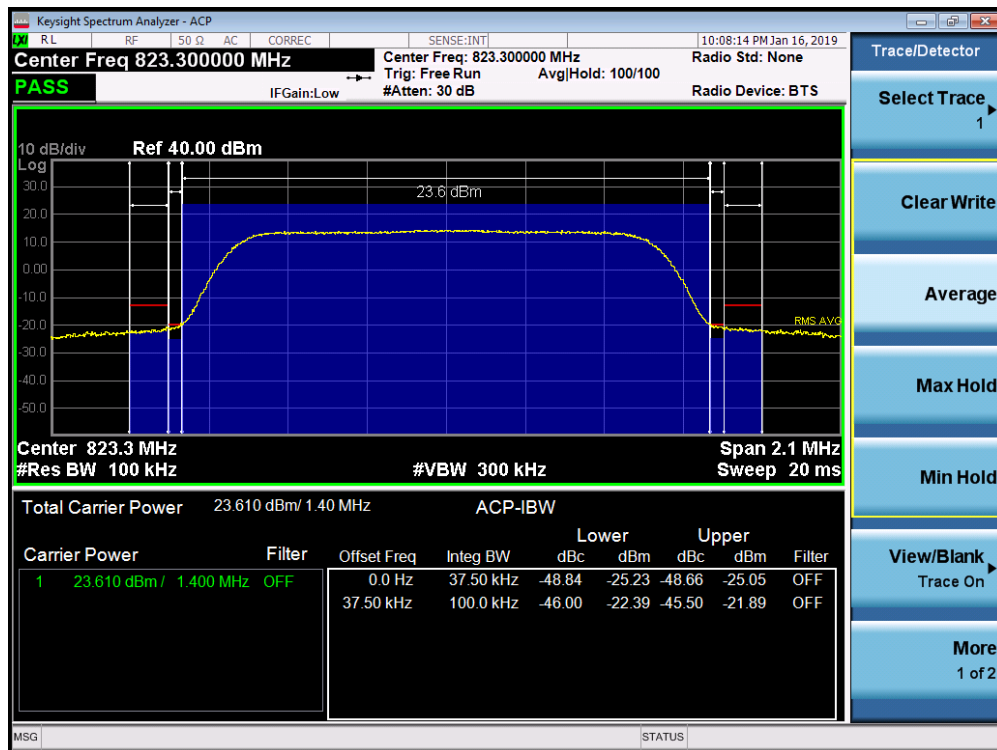 Keysight Spectrum Analyzer - ACP
LXI RL RF 50 Ω AC CORREC SENSE:INT 10:08:14 PM Jan 16, 2019
Center Freq 823.300000 MHz Center Freq: 823.300000 MHz Radio Std: None
Trig: Free Run Avg|Hold: 100/100
PASS IFGain:Low #Atten: 30 dB Radio Device: BTS
10 dB/div Ref 40.00 dBm
Log
30.0
23.6 dBm
20.0
10.0
0.00
-10.0
-20.0
RMS AVG
-30.0
-40.0
-50.0
Center 823.3 MHz Span 2.1 MHz
#Res BW 100 kHz #VBW 300 kHz Sweep 20 ms
Total Carrier Power 23.610 dBm/ 1.40 MHz ACP-IBW
Lower Upper
Carrier Power Filter Offset Freq Integ BW dBc dBm dBc dBm Filter
1 23.610 dBm / 1.400 MHz OFF 0.0 Hz 37.50 kHz -48.84 -25.23 -48.66 -25.05 OFF
37.50 kHz 100.0 kHz -46.00 -22.39 -45.50 -21.89 OFF
MSG STATUS
Trace/Detector
Select Trace
1
Clear Write
Average
Max Hold
Min Hold
View/Blank
Trace On
More
1 of 2